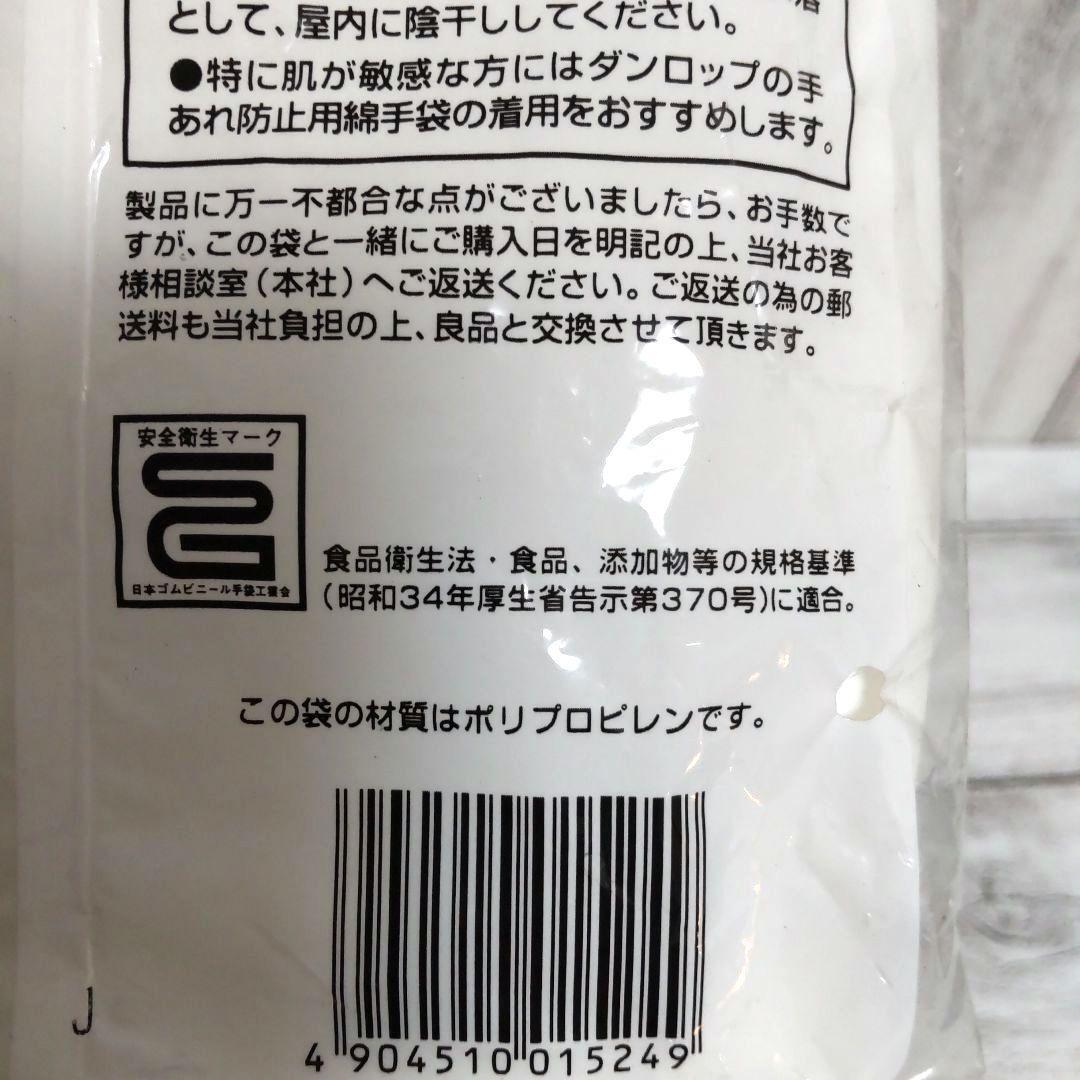 として、屋内に陰干ししてください。
●特に肌が敏感な方にはダンロップの手
あれ防止用綿手袋の着用をおすすめします。
製品に万一不都合な点がございましたら、お手数で
すが、この袋と一緒にご購入日を明記の上、当社お客
様相談室(本社)へご返送ください。ご返送の為の郵
送料も当社負担の上、良品と交換させて頂きます。
安全衛生マーク
SG
日本ゴムビニール手袋工業会
食品衛生法・食品、添加物等の規格基準
(昭和34年厚生省告示第370号)に適合。
この袋の材質はポリプロピレンです。
J
4 904510 015249